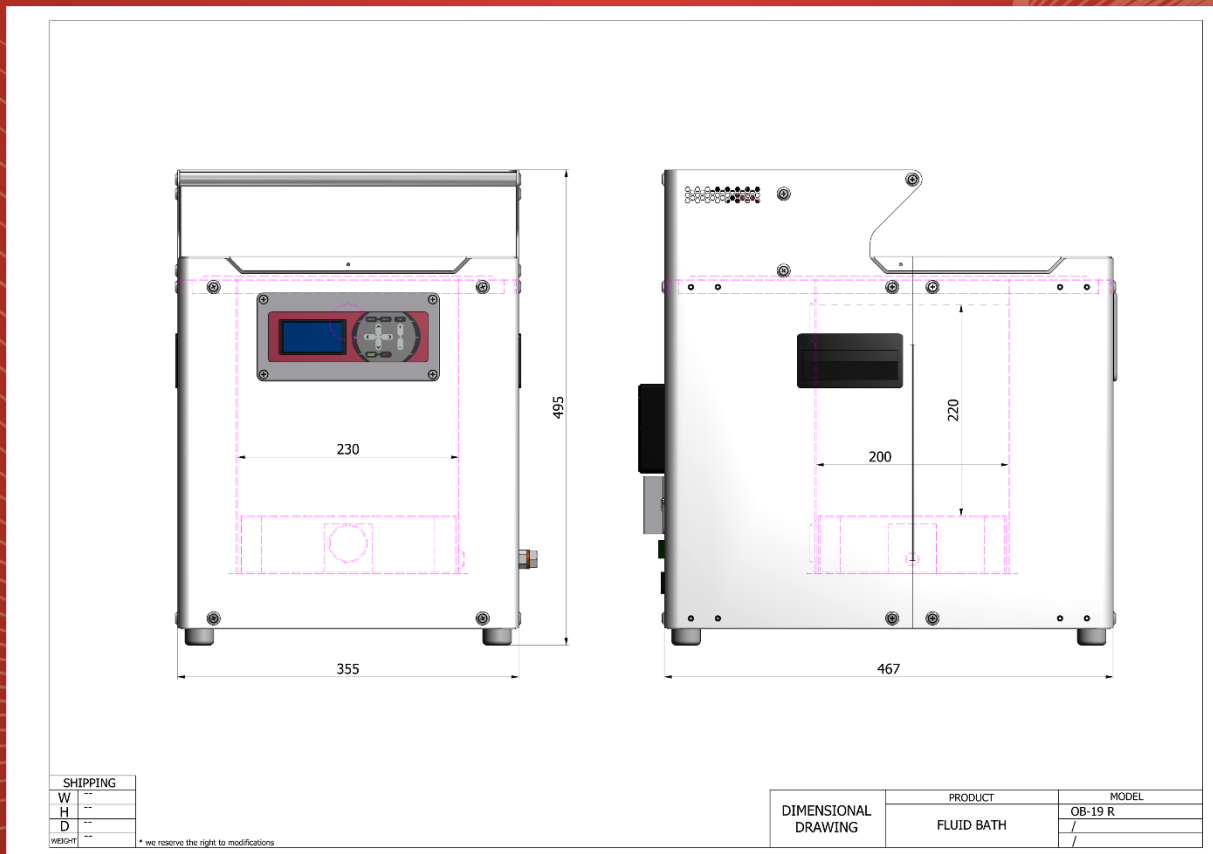 495
230
220
200
355
467
SHIPPING
W --
H --
D --
WEIGHT --
* we reserve the right to modifications
DIMENSIONAL DRAWING
PRODUCT
FLUID BATH
MODEL
OB-19 R
/
/